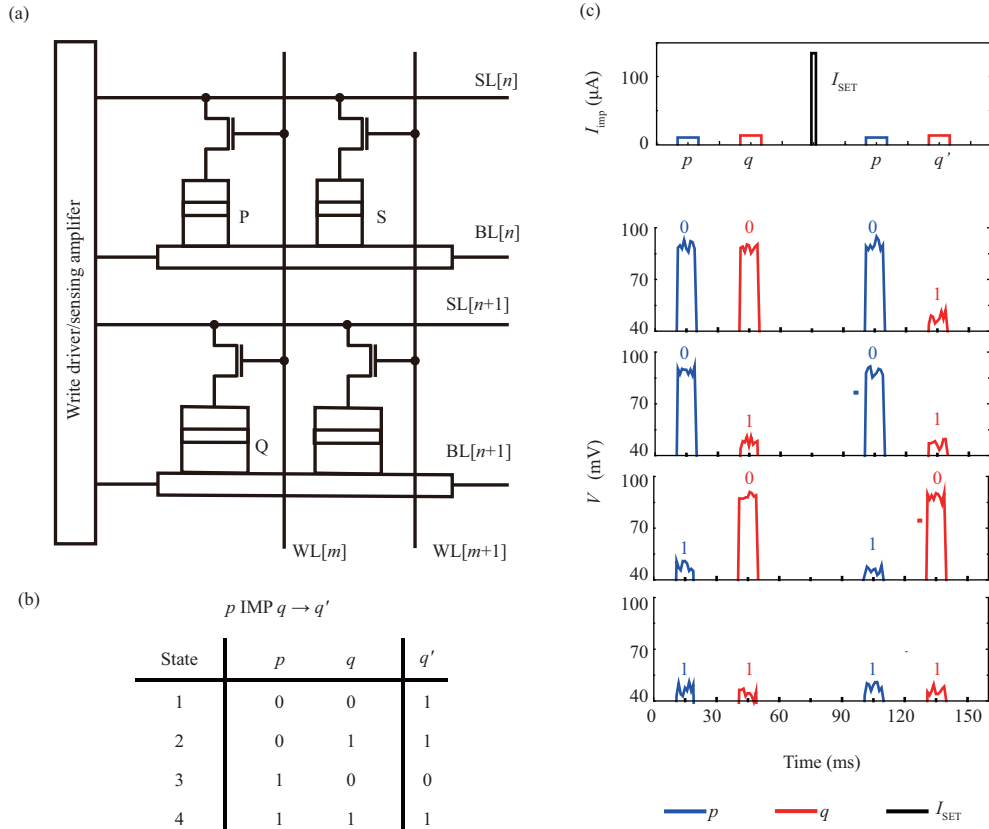 (a)
Write driver/sensing amplifer
SL[n]
P
S
BL[n]
SL[n+1]
Q
BL[n+1]
WL[m]
WL[m+1]
(b)
p IMP q → q′
State p q q′
1 0 0 1
2 0 1 1
3 1 0 0
4 1 1 1
(c)
I_imp (μA)
100
0
I_SET
p q p q’
V (mV)
0 0 0 1
100
70
40
0 1 0 1
100
70
40
1 0 1 0
100
70
40
1 1 1 1
100
70
40
0 30 60 90 120 150
Time (ms)
p q I_SET